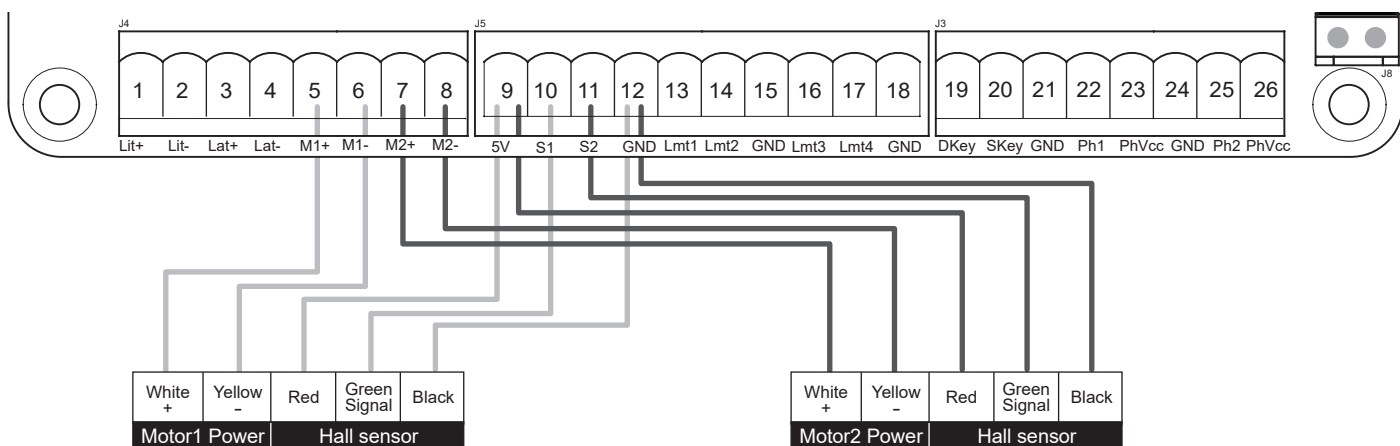 J4 J5 J3
J8
1 2 3 4 5 6 7 8 9 10 11 12 13 14 15 16 17 18 19 20 21 22 23 24 25 26
Lit+ Lit- Lat+ Lat- M1+ M1- M2+ M2- 5V S1 S2 GND Lmt1 Lmt2 GND Lmt3 Lmt4 GND DKey SKey GND Ph1 PhVcc GND Ph2 PhVcc
White + Yellow - Red Green Signal Black
Motor1 Power Hall sensor
White + Yellow - Red Green Signal Black
Motor2 Power Hall sensor